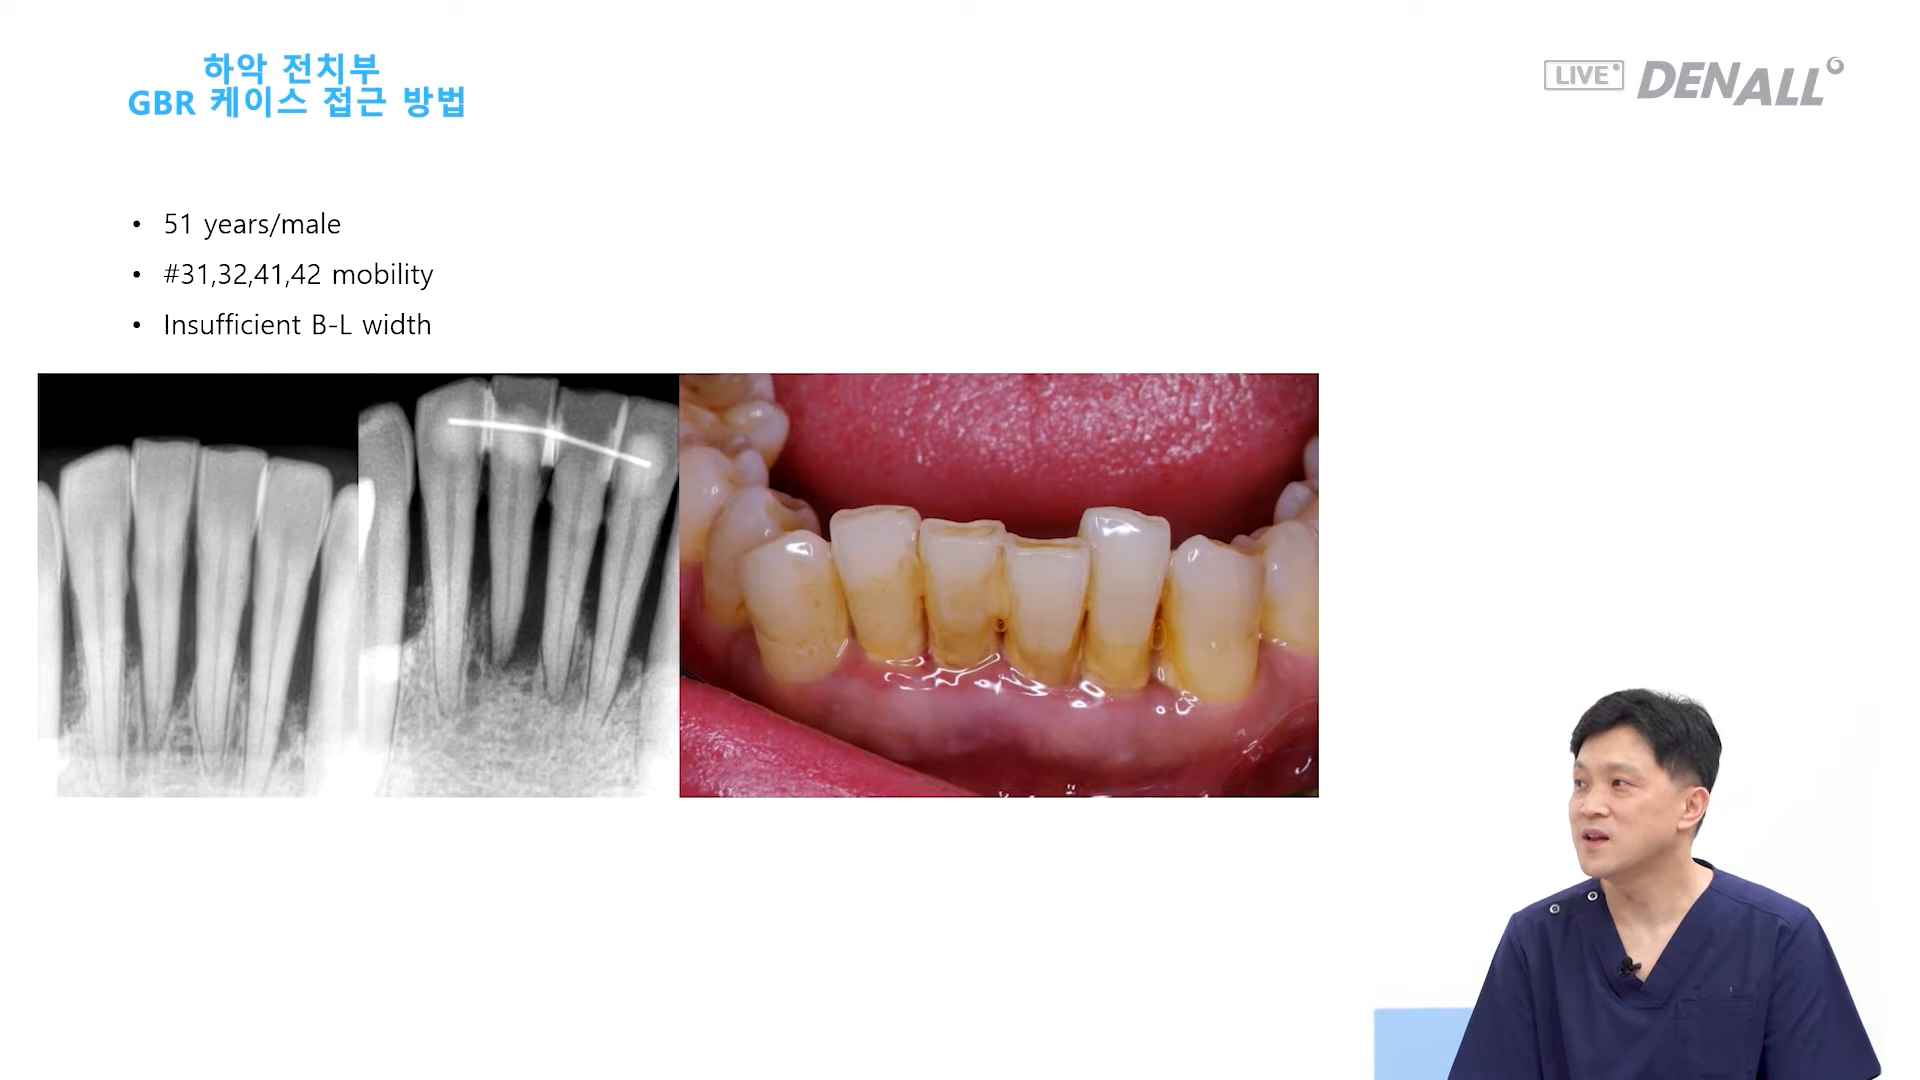 하악 전치부
GBR 케이스 접근 방법
LIVE
DENALL
• 51 years/male
• #31,32,41,42 mobility
• Insufficient B-L width